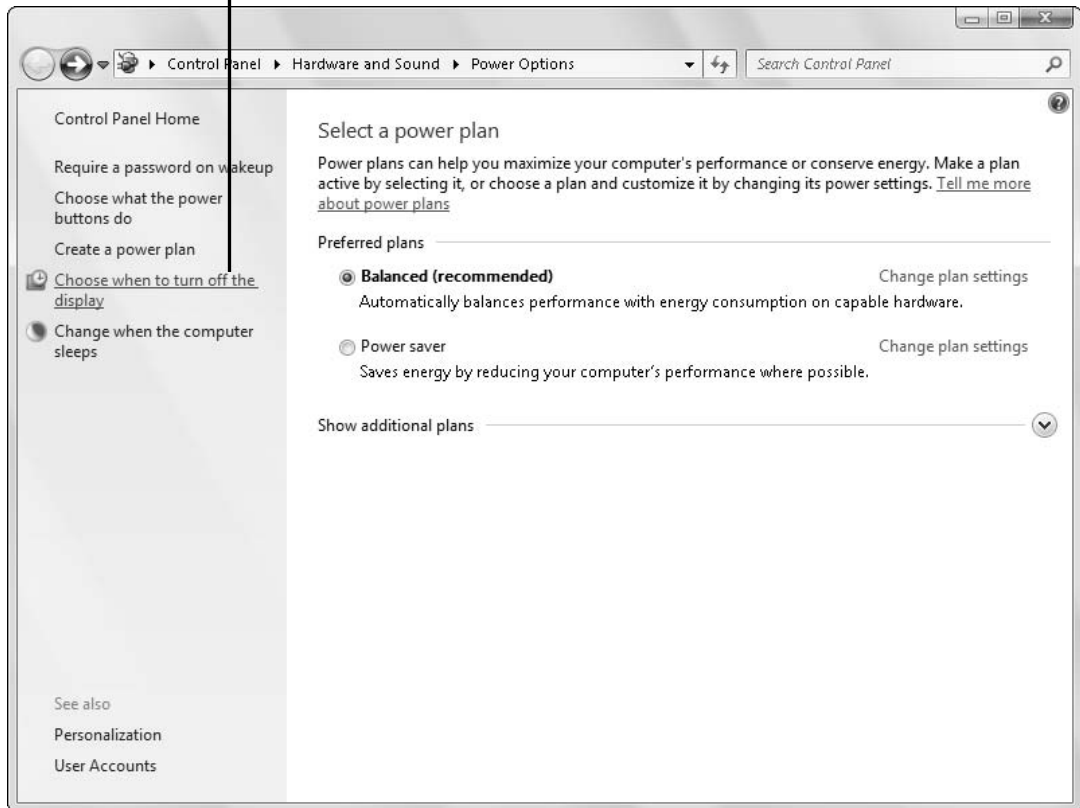 Control Panel ▸ Hardware and Sound ▸ Power Options
Search Control Panel
Control Panel Home
Require a password on wakeup
Choose what the power
buttons do
Create a power plan
Choose when to turn off the
display
Change when the computer
sleeps
See also
Personalization
User Accounts
Select a power plan
Power plans can help you maximize your computer's performance or conserve energy. Make a plan
active by selecting it, or choose a plan and customize it by changing its power settings. Tell me more
about power plans
Preferred plans
Balanced (recommended) Change plan settings
Automatically balances performance with energy consumption on capable hardware.
Power saver Change plan settings
Saves energy by reducing your computer's performance where possible.
Show additional plans